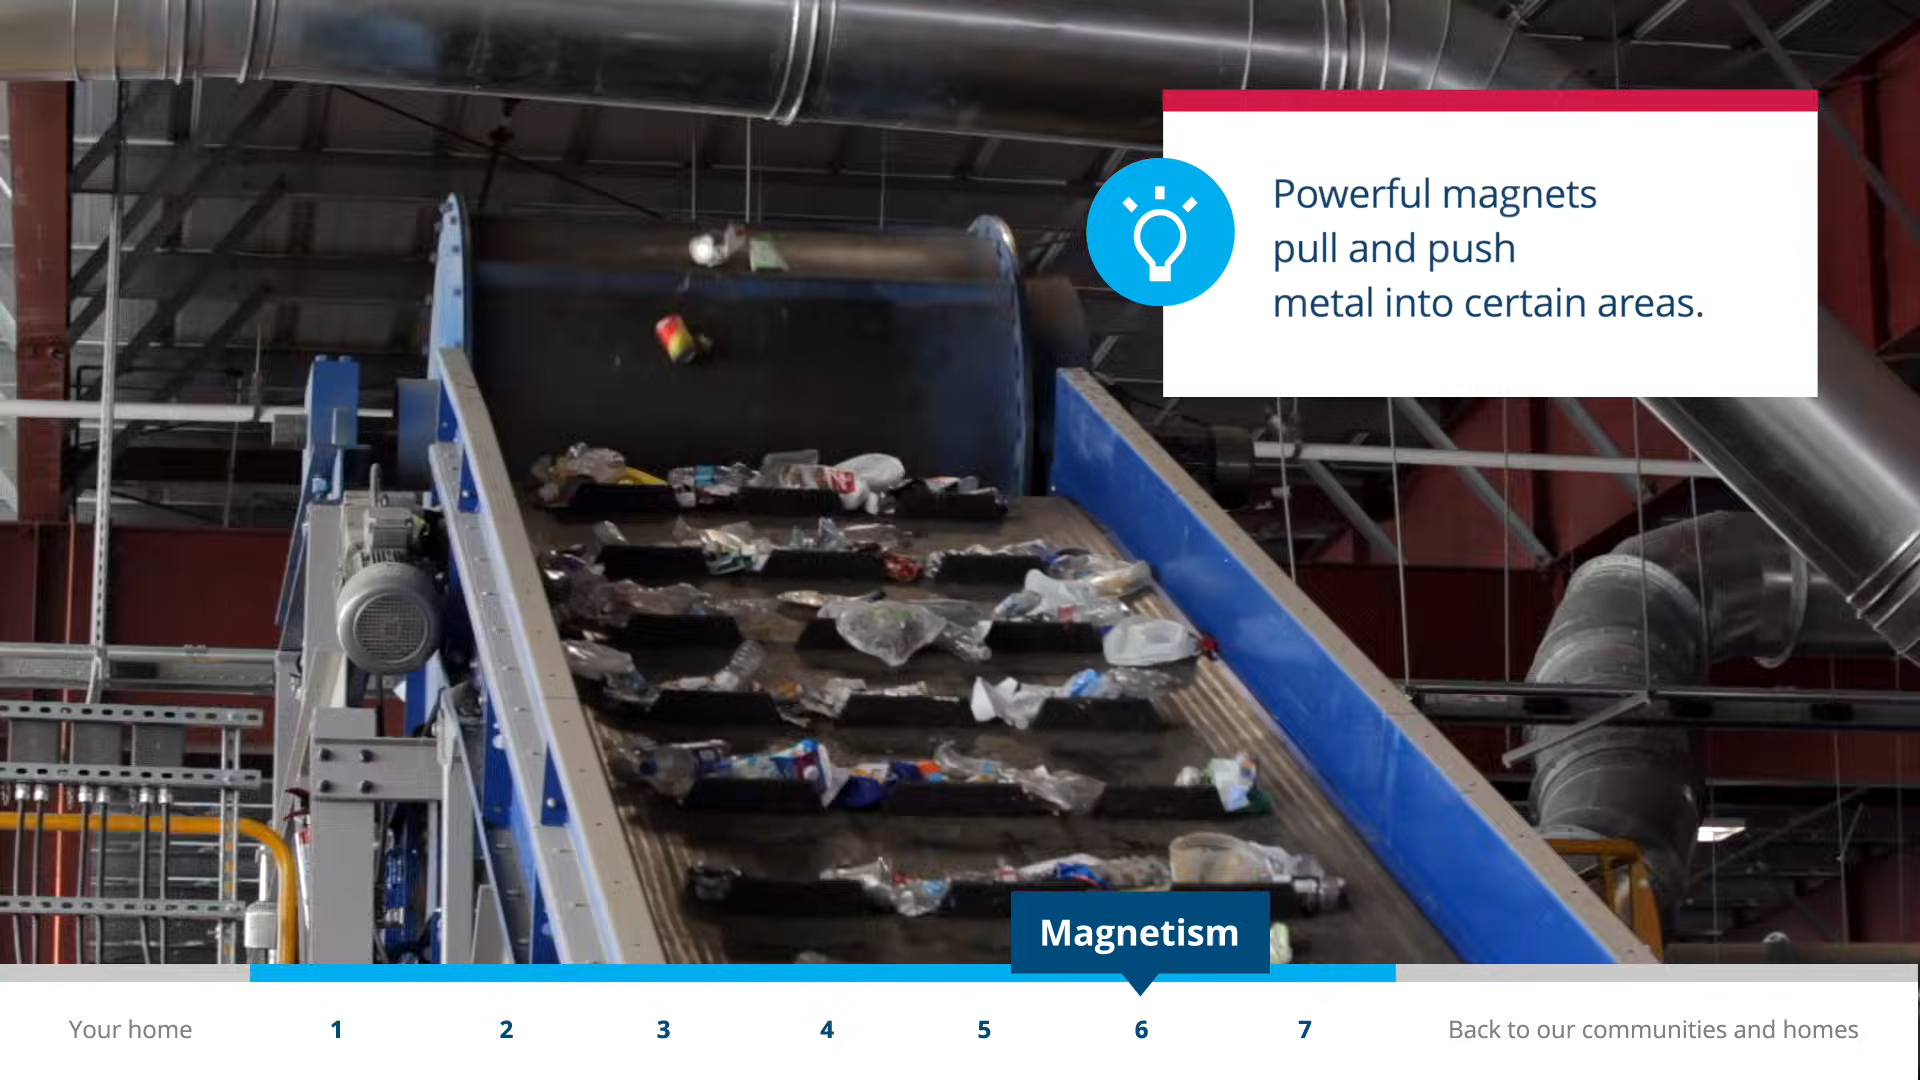 Powerful magnets
pull and push
metal into certain areas.
Magnetism
Your home 1 2 3 4 5 6 7 Back to our communities and homes